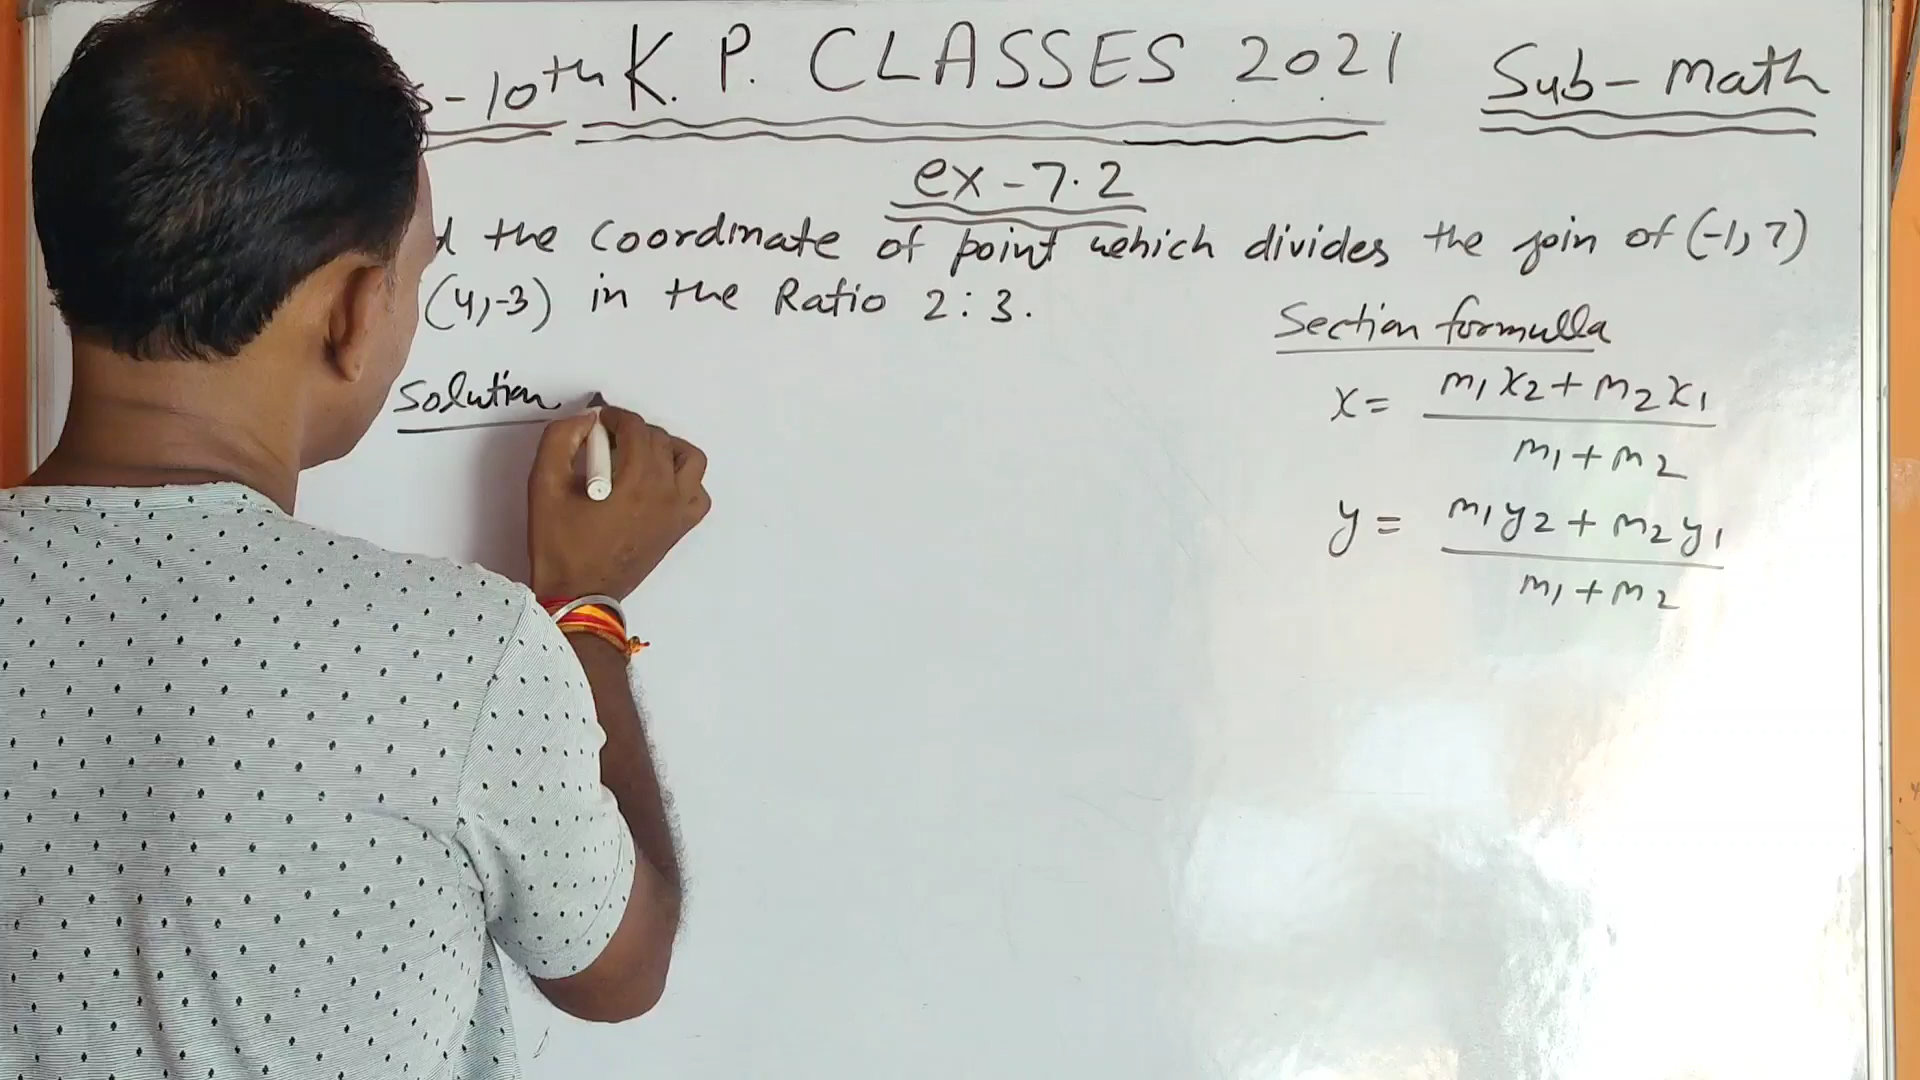 -10th K. P. CLASSES 2021 Sub-Math
ex-7.2
the coordinate of point which divides the join of (-1,7)
(4,-3) in the Ratio 2:3.
Section formulla
Solution
x = m1x2+m2x1
m1+m2
y = m1y2+m2y1
m1+m2